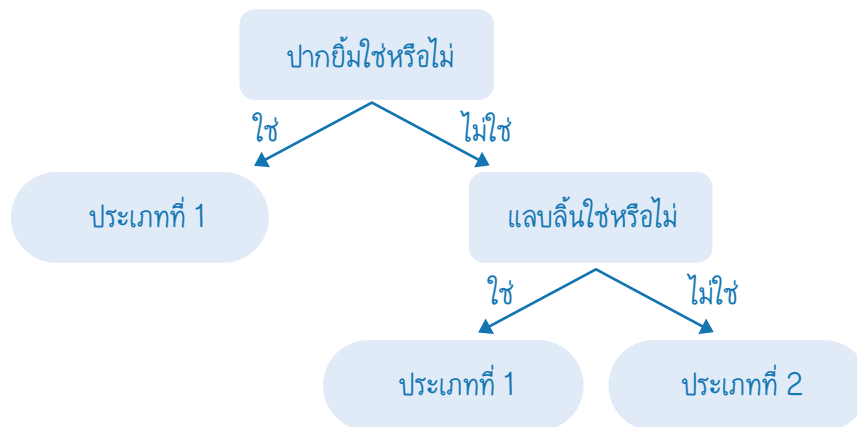 ปากยิ้มใช่หรือไม่
ใช่
ไม่ใช่
ประเภทที่ 1
แลบลิ้นใช่หรือไม่
ใช่
ไม่ใช่
ประเภทที่ 1
ประเภทที่ 2